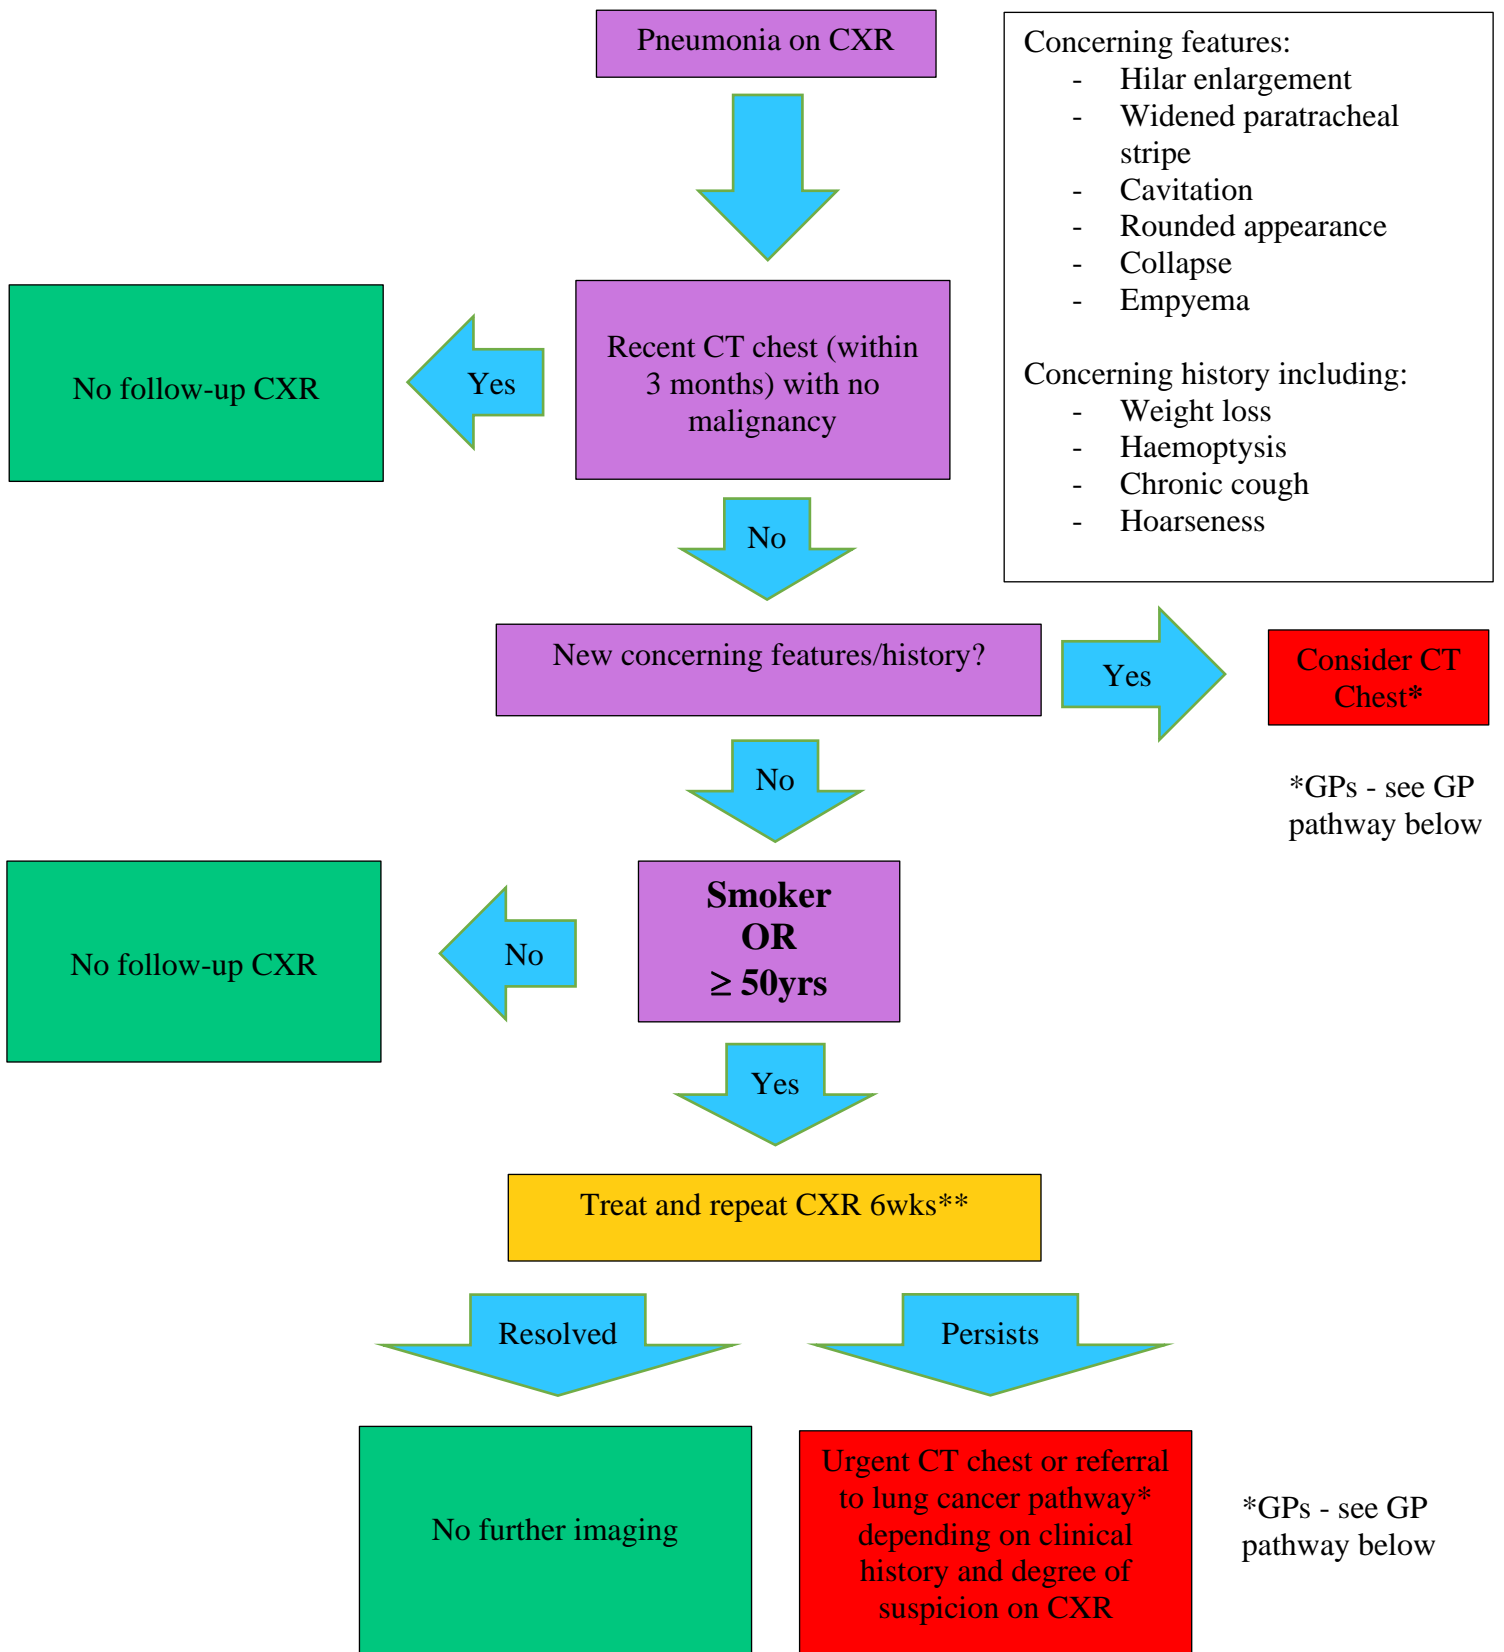 Pneumonia on CXR
Concerning features:
- Hilar enlargement
- Widened paratracheal
stripe
- Cavitation
- Rounded appearance
- Collapse
- Empyema
Concerning history including:
- Weight loss
- Haemoptysis
- Chronic cough
- Hoarseness
No follow-up CXR
Yes
Recent CT chest (within
3 months) with no
malignancy
No
New concerning features/history?
Yes
Consider CT
Chest*
*GPs - see GP
pathway below
No
No follow-up CXR
No
Smoker
OR
≥ 50yrs
Yes
Treat and repeat CXR 6wks**
Resolved
Persists
No further imaging
Urgent CT chest or referral
to lung cancer pathway*
depending on clinical
history and degree of
suspicion on CXR
*GPs - see GP
pathway below